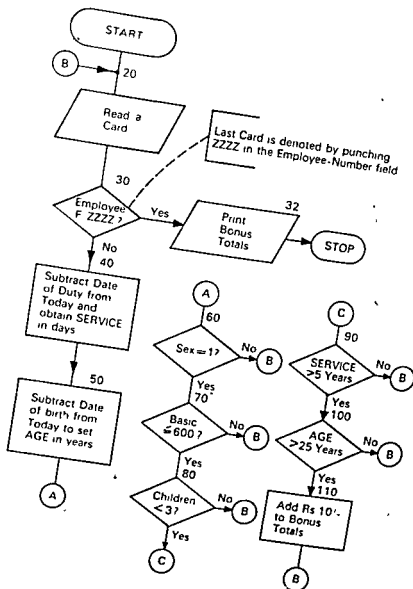 START
B
20
Read a
Card
Last Card is denoted by punching
ZZZZ in the Employee-Number field
30
Employee
F ZZZZ ?
Yes
32
Print
Bonus
Totals
STOP
No
40
Subtract Date
of Duty from
Today and
obtain SERVICE
in days
50
Subtract Date
of birth from
Today to set
AGE in years
A
A
60
Sex=1?
No
B
Yes
70
Basic
≤600?
No
B
Yes
80
Children
<3?
No
B
Yes
C
C
90
SERVICE
>5 Years
No
B
Yes
100
AGE
>25 Years
No
B
Yes
110
Add Rs 10/-
to Bonus
Totals
B